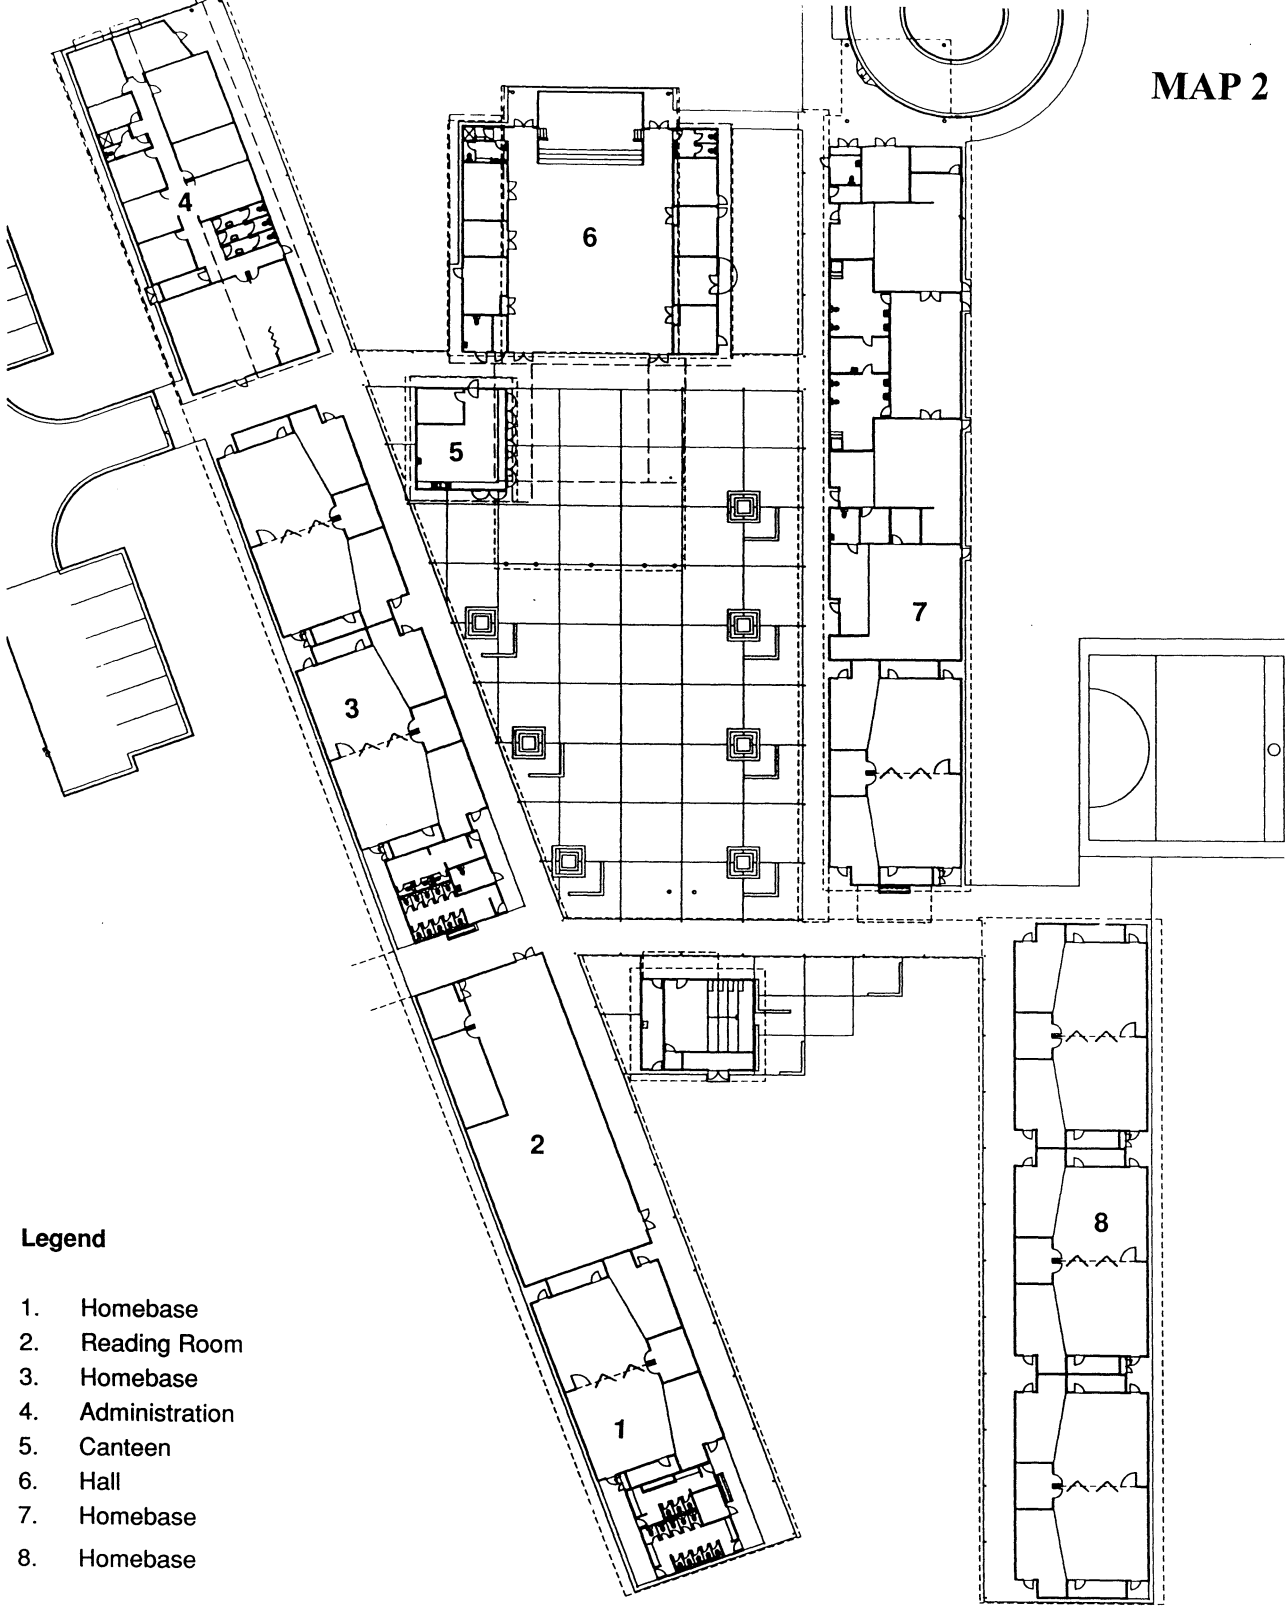 MAP 2
4
6
5
7
3
2
8
1
Legend
1. Homebase
2. Reading Room
3. Homebase
4. Administration
5. Canteen
6. Hall
7. Homebase
8. Homebase